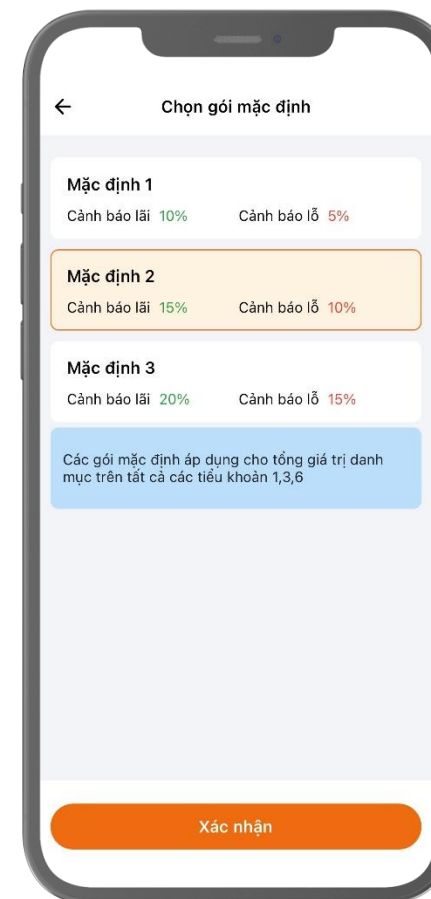 Chọn gói mặc định
Mặc định 1
Cảnh báo lãi 10% Cảnh báo lỗ 5%
Mặc định 2
Cảnh báo lãi 15% Cảnh báo lỗ 10%
Mặc định 3
Cảnh báo lãi 20% Cảnh báo lỗ 15%
Các gói mặc định áp dụng cho tổng giá trị danh
mục trên tất cả các tiểu khoản 1,3,6
Xác nhận